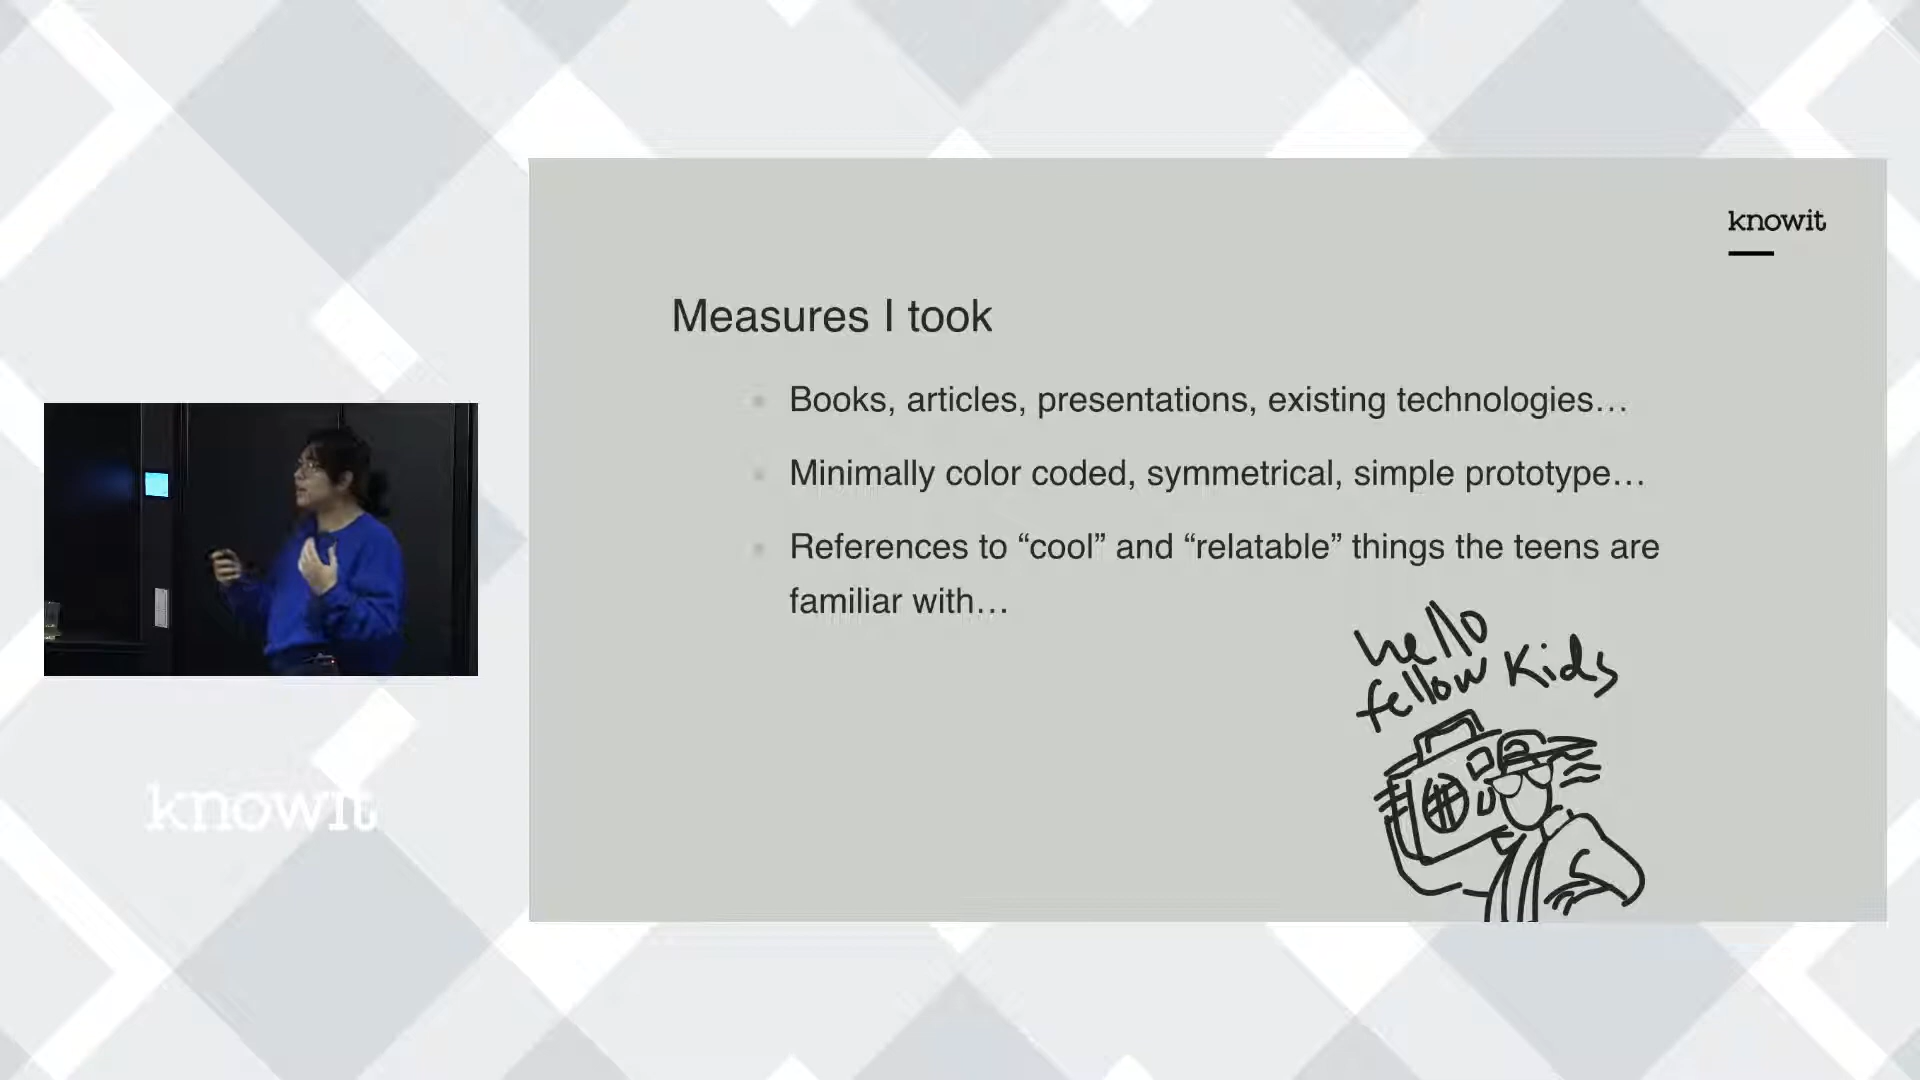 knowit
Measures I took
Books, articles, presentations, existing technologies…
Minimally color coded, symmetrical, simple prototype…
References to “cool” and “relatable” things the teens are
familiar with…
hello
fellow Kids
knowit